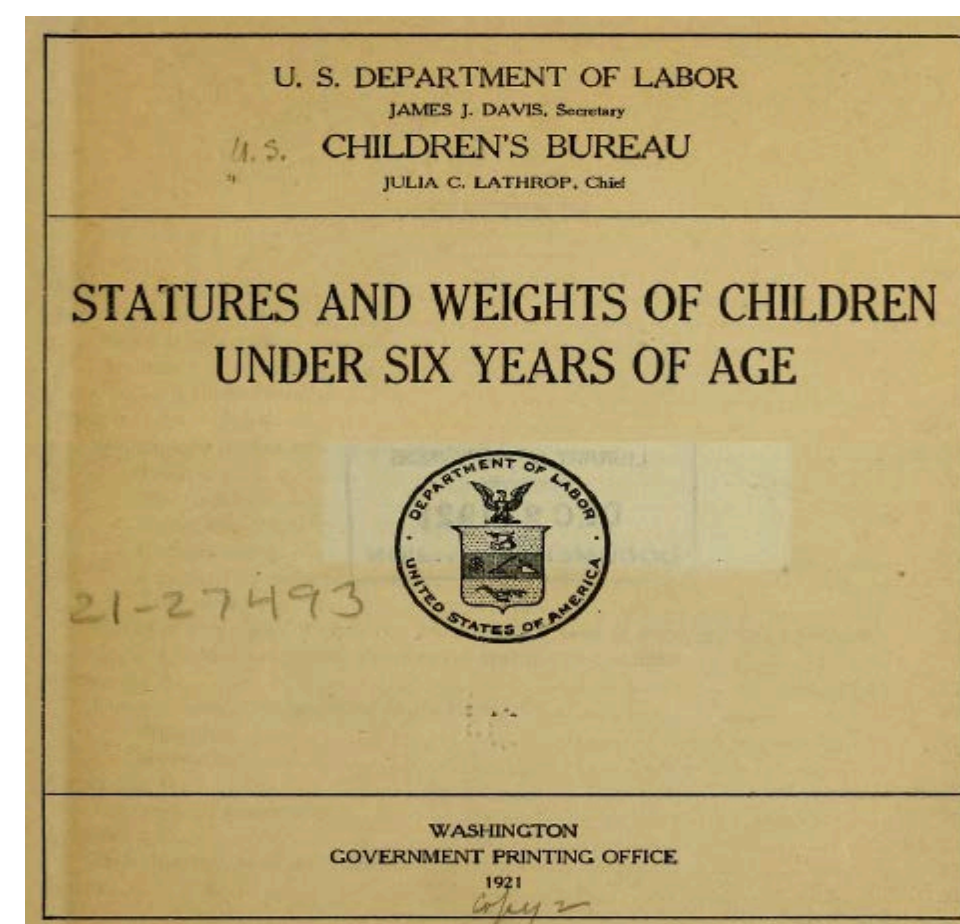 U. S. DEPARTMENT OF LABOR
JAMES J. DAVIS, Secretary
U. S. CHILDREN'S BUREAU
JULIA C. LATHROP, Chief
STATURES AND WEIGHTS OF CHILDREN
UNDER SIX YEARS OF AGE
DEPARTMENT OF LABOR
UNITED STATES OF AMERICA
21-27493
WASHINGTON
GOVERNMENT PRINTING OFFICE
1921
Copy 2